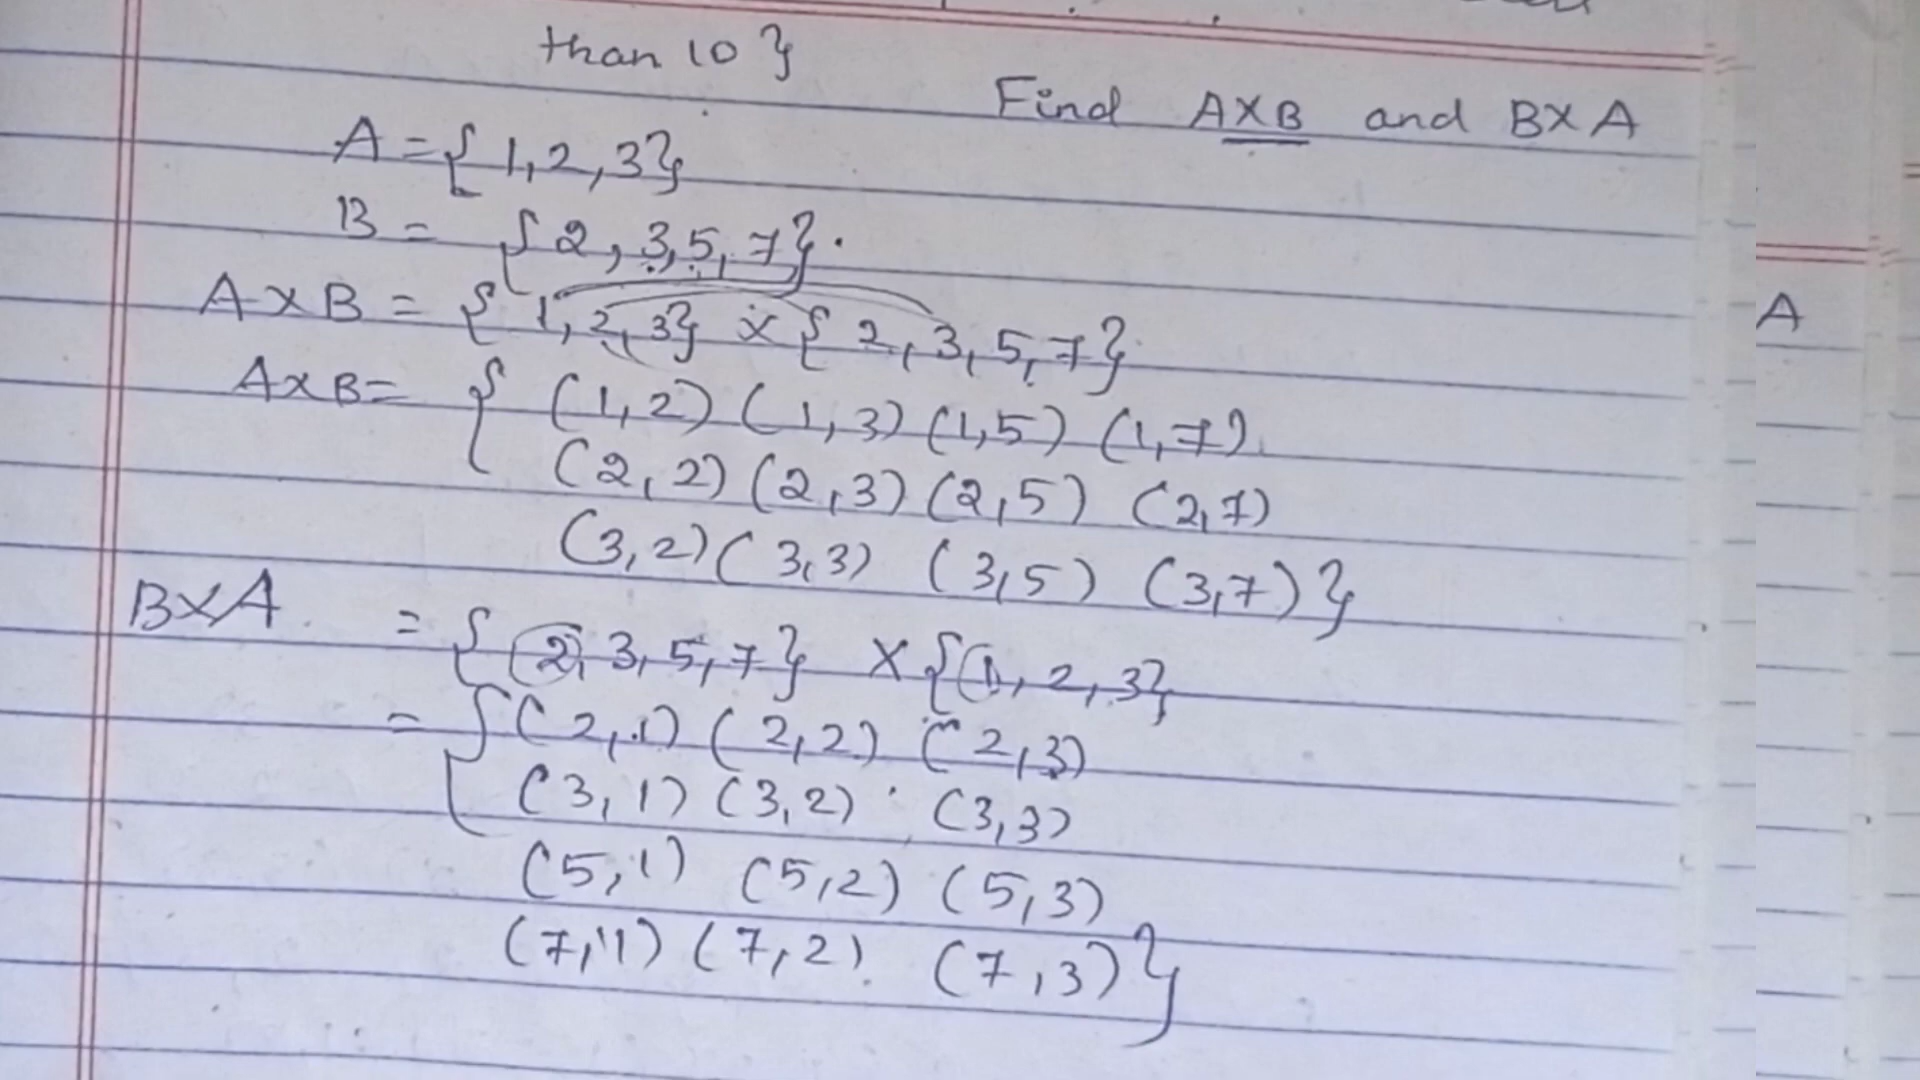 than 10}
Find A×B and B×A
A = {1,2,3}
B = {2,3,5,7}.
A×B = {1,2,3} × {2,3,5,7}
A×B = { (1,2) (1,3) (1,5) (1,7)
(2,2) (2,3) (2,5) (2,7)
(3,2) (3,3) (3,5) (3,7) }
B×A = {2,3,5,7} × {1,2,3}
= { (2,1) (2,2) (2,3)
(3,1) (3,2) (3,3)
(5,1) (5,2) (5,3)
(7,1) (7,2) (7,3) }
A